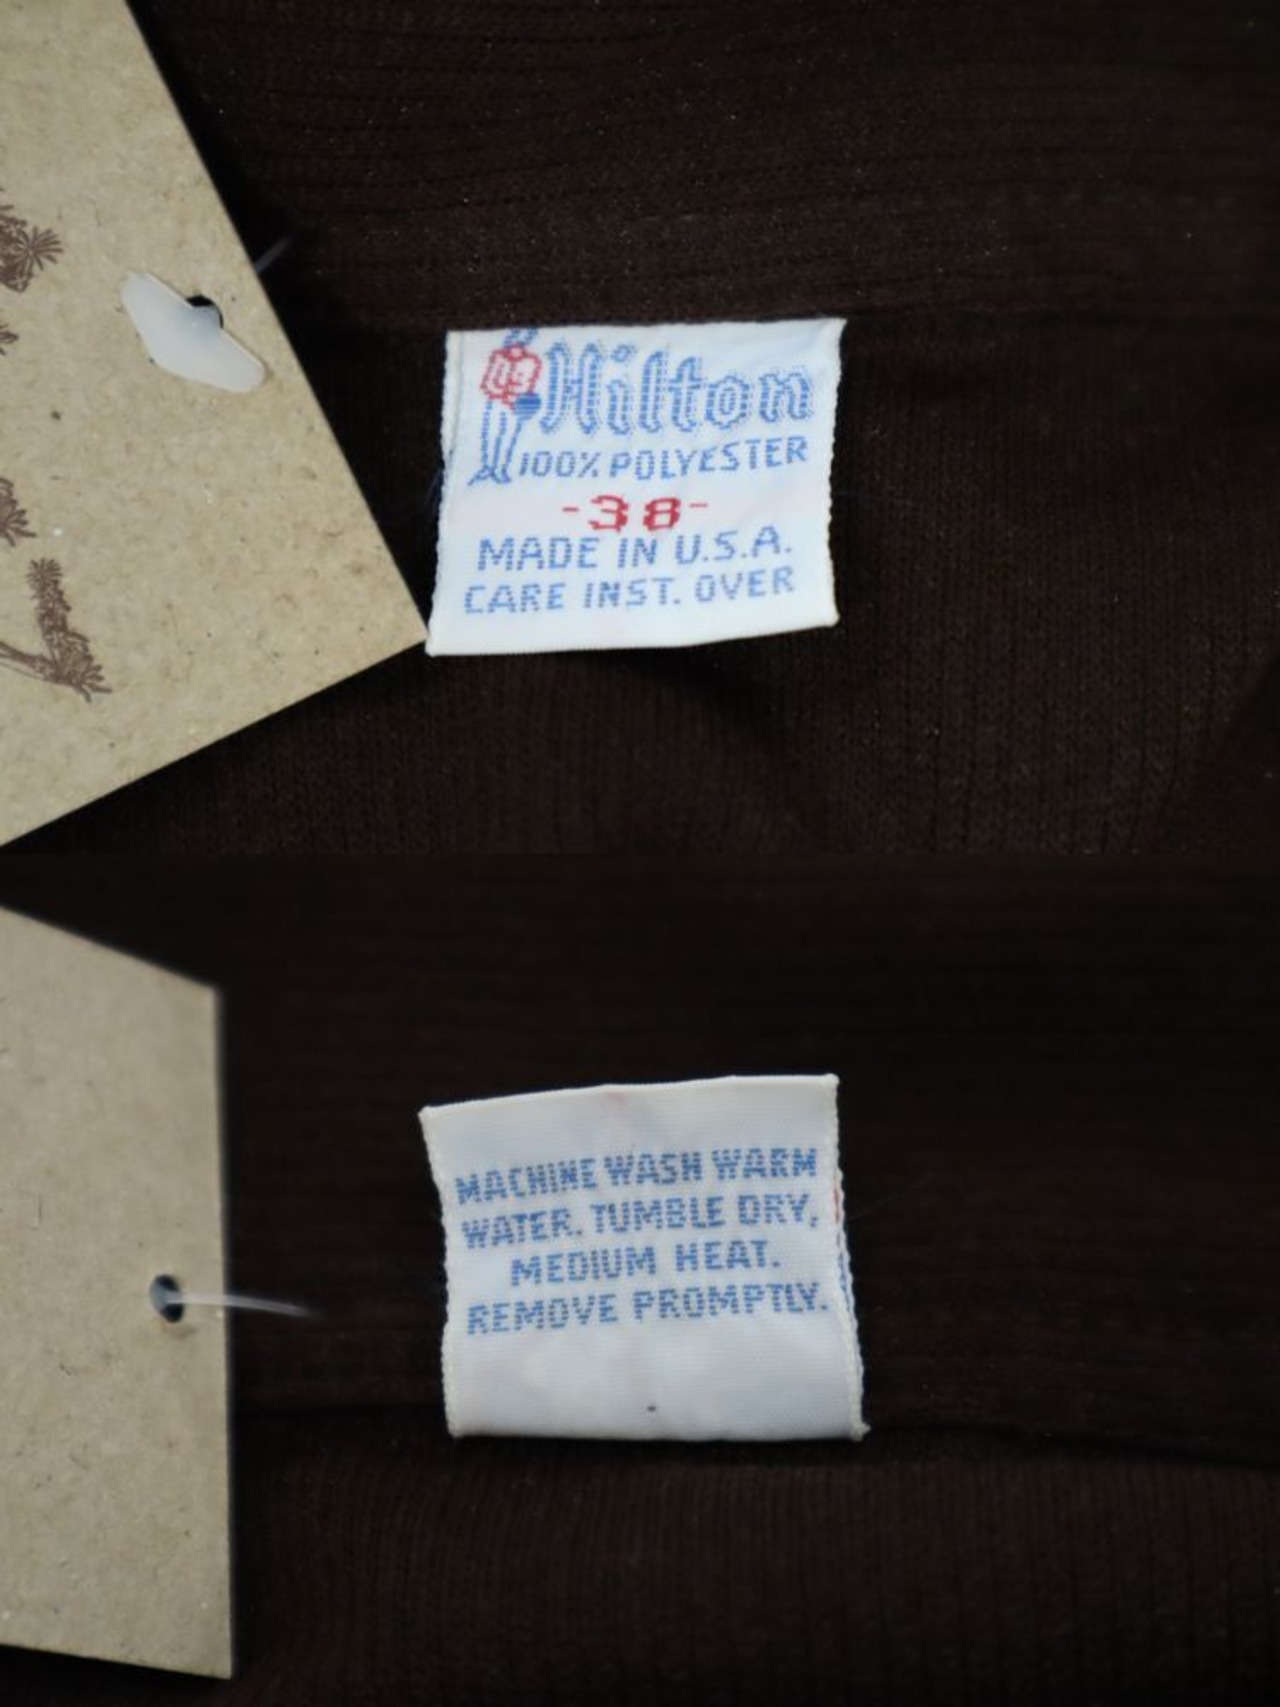 Hilton
100% POLYESTER
-38-
MADE IN U.S.A.
CARE INST. OVER
MACHINE WASH WARM
WATER. TUMBLE DRY,
MEDIUM HEAT.
REMOVE PROMPTLY.